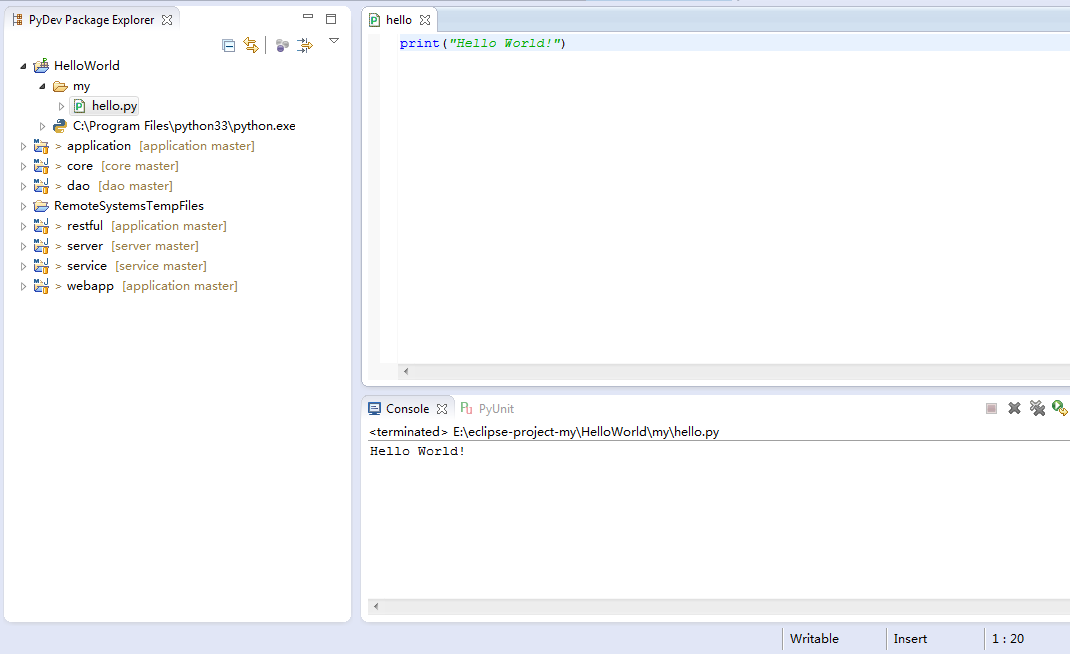 PyDev Package Explorer
HelloWorld
my
hello.py
C:\Program Files\python33\python.exe
> application [application master]
> core [core master]
> dao [dao master]
RemoteSystemsTempFiles
> restful [application master]
> server [server master]
> service [service master]
> webapp [application master]
hello
print("Hello World!")
Console PyUnit
<terminated> E:\eclipse-project-my\HelloWorld\my\hello.py
Hello World!
Writable Insert 1 : 20